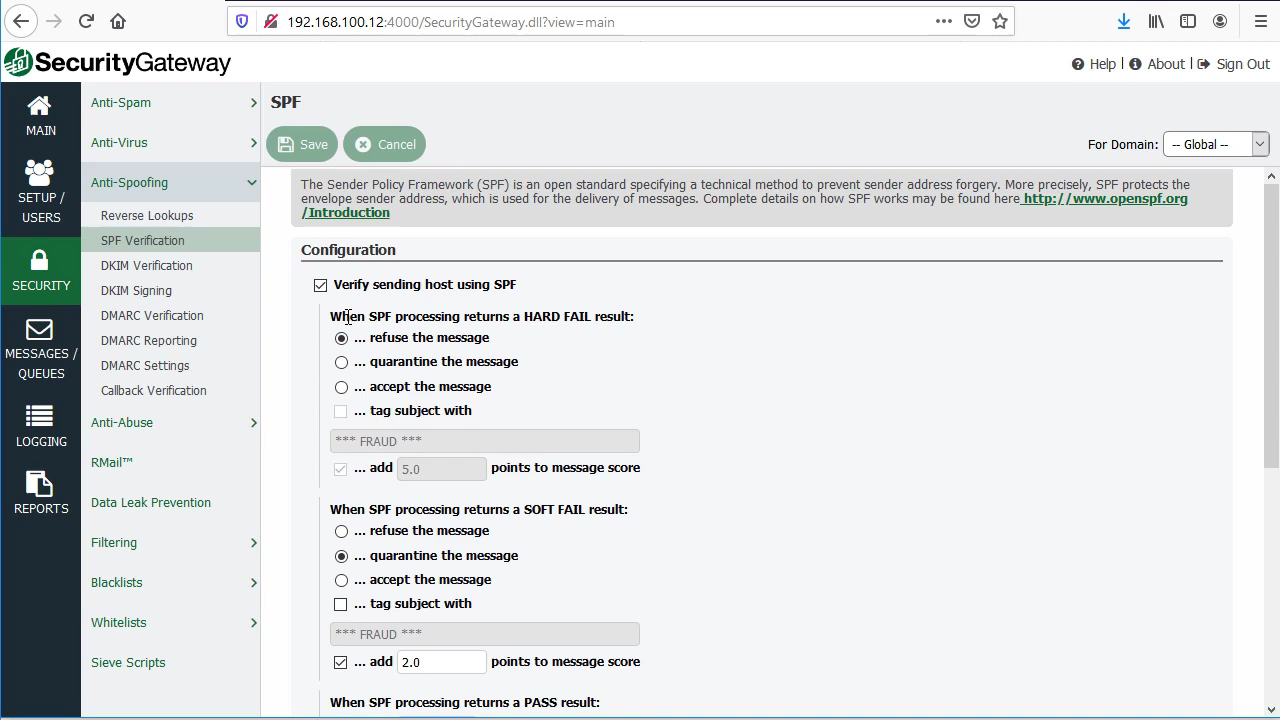 192.168.100.12:4000/SecurityGateway.dll?view=main
SecurityGateway
Help | About | Sign Out
MAIN
SETUP /
USERS
SECURITY
MESSAGES /
QUEUES
LOGGING
REPORTS
Anti-Spam
Anti-Virus
Anti-Spoofing
Reverse Lookups
SPF Verification
DKIM Verification
DKIM Signing
DMARC Verification
DMARC Reporting
DMARC Settings
Callback Verification
Anti-Abuse
RMail™
Data Leak Prevention
Filtering
Blacklists
Whitelists
Sieve Scripts
SPF
Save Cancel
For Domain: -- Global --
The Sender Policy Framework (SPF) is an open standard specifying a technical method to prevent sender address forgery. More precisely, SPF protects the
envelope sender address, which is used for the delivery of messages. Complete details on how SPF works may be found here http://www.openspf.org
/Introduction
Configuration
Verify sending host using SPF
When SPF processing returns a HARD FAIL result:
... refuse the message
... quarantine the message
... accept the message
... tag subject with
*** FRAUD ***
... add 5.0 points to message score
When SPF processing returns a SOFT FAIL result:
... refuse the message
... quarantine the message
... accept the message
... tag subject with
*** FRAUD ***
... add 2.0 points to message score
When SPF processing returns a PASS result: